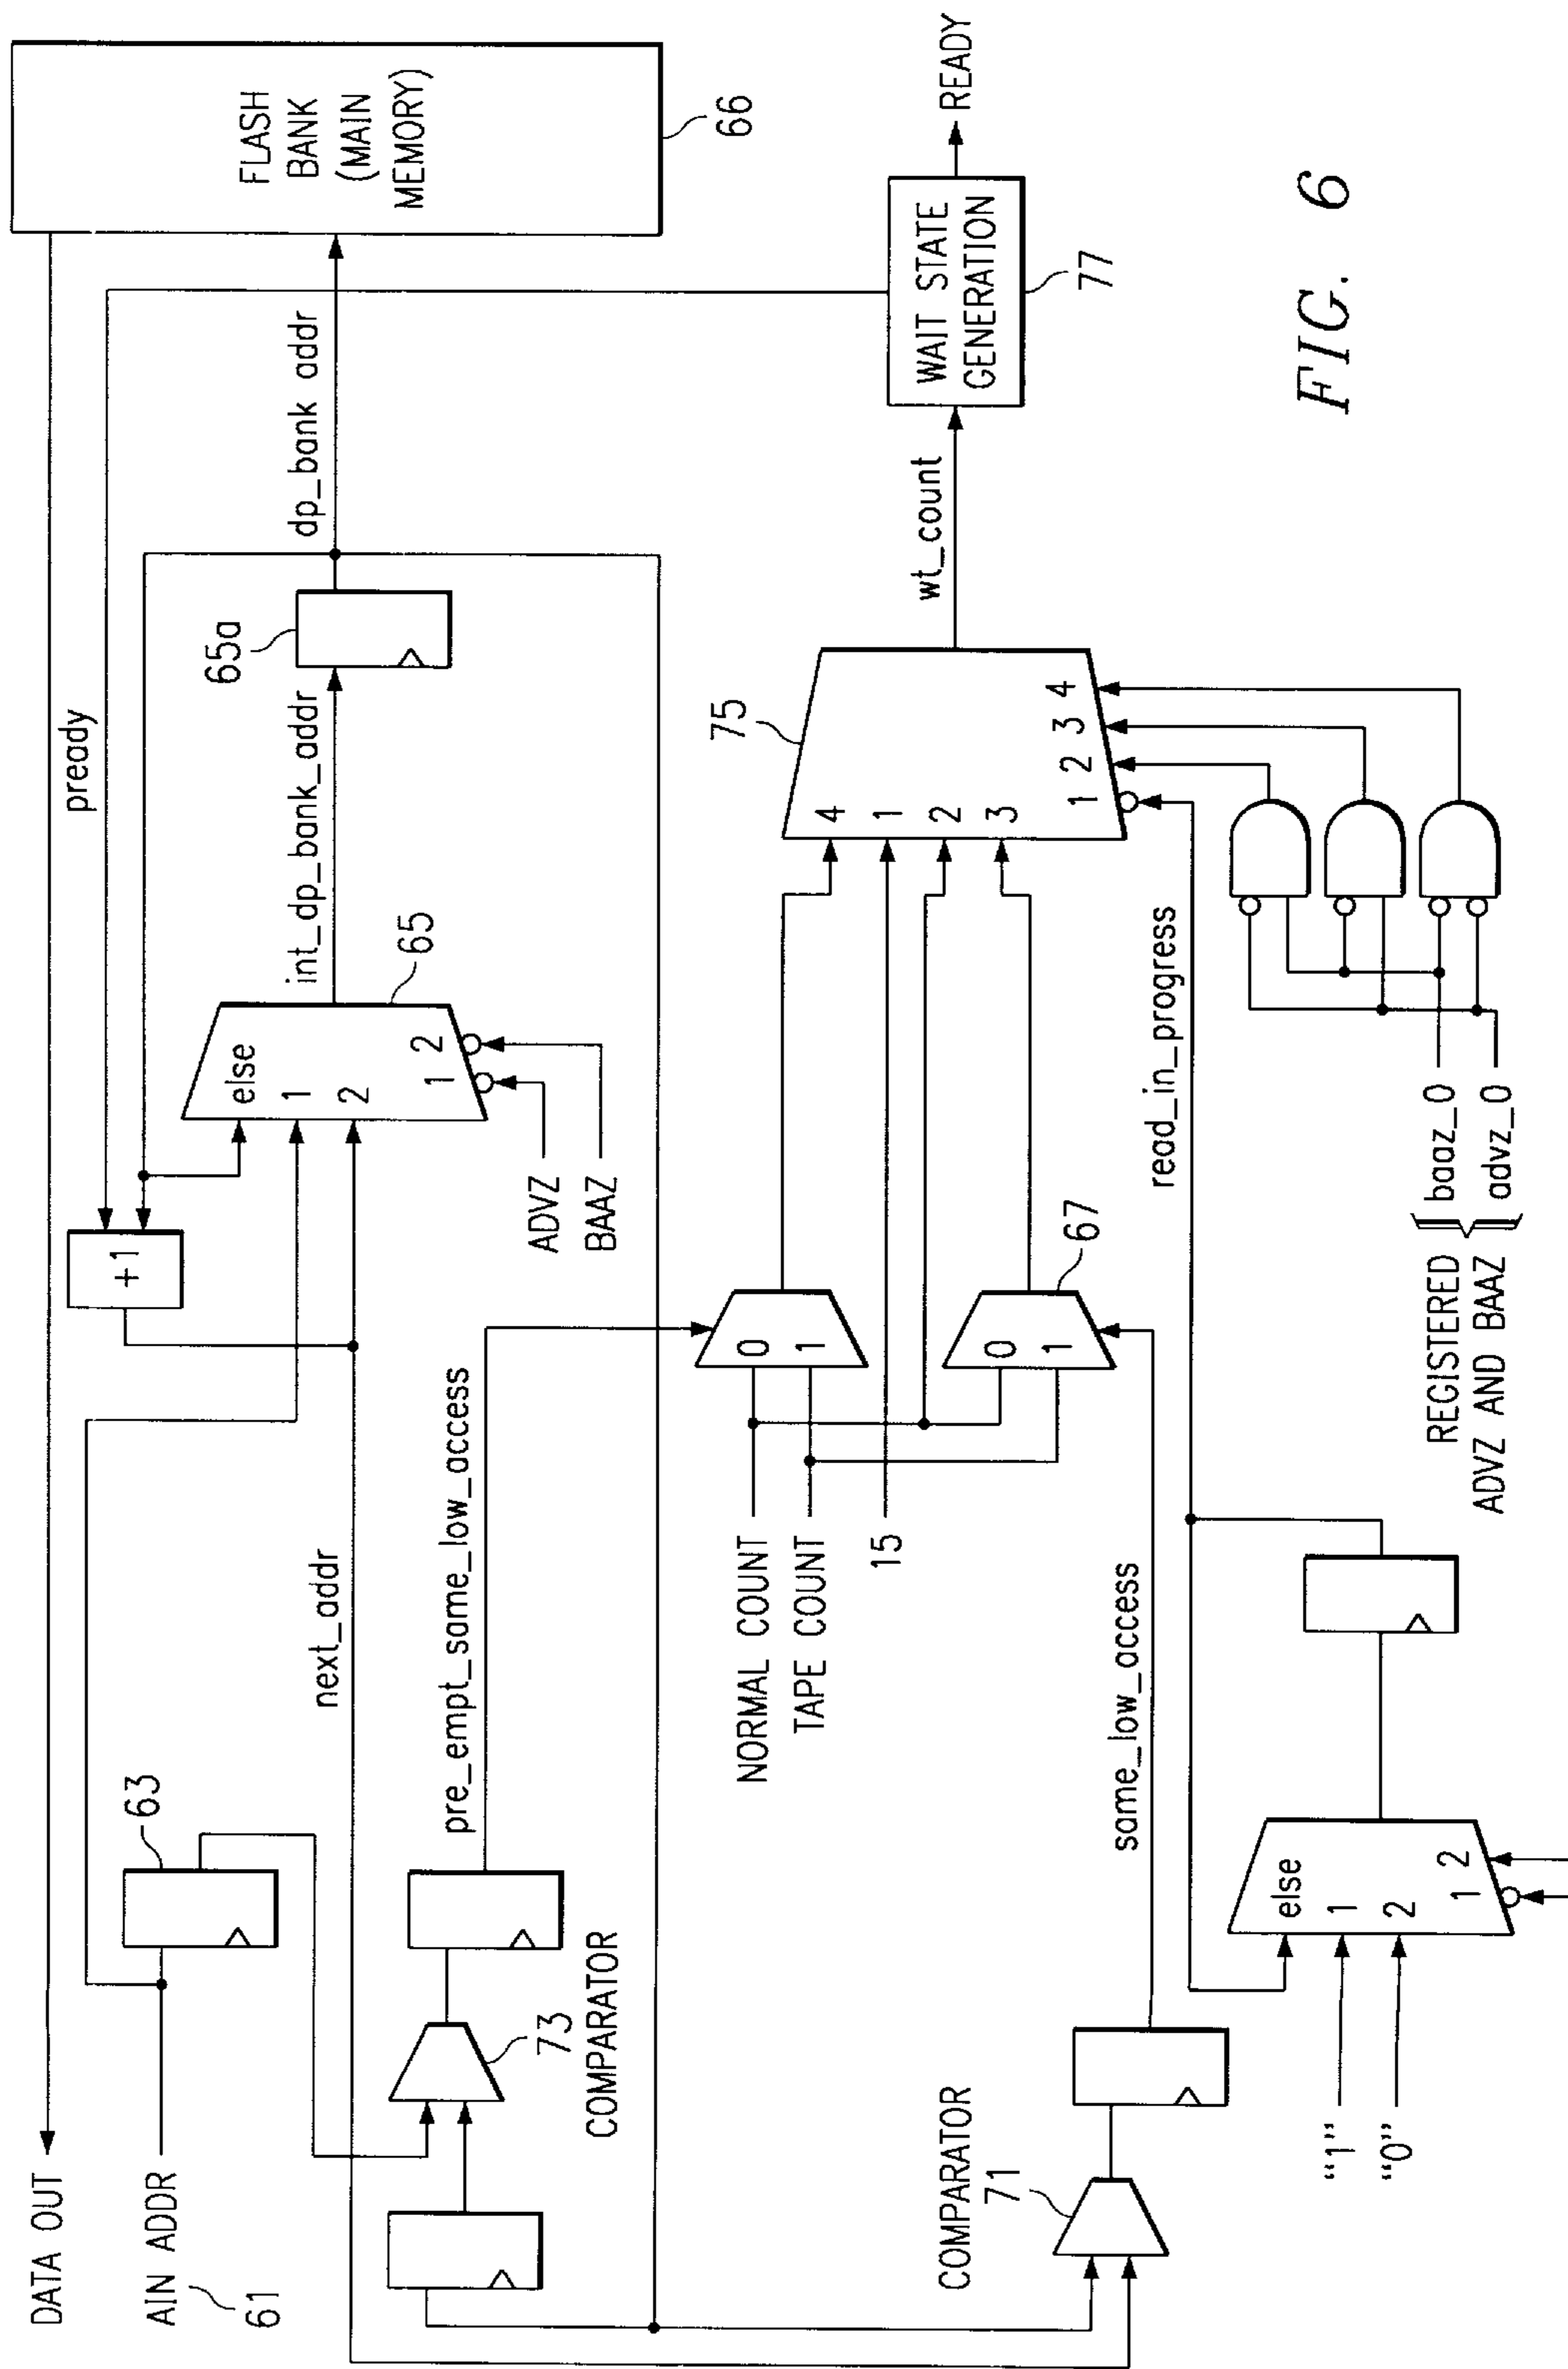 DATA OUT
AIN ADDR
61
63
next_addr
+1
pready
else
1
2
1
2
65
ADVZ
BAAZ
int_dp_bank_addr
65a
dp_bank addr
FLASH
BANK
(MAIN
MEMORY)
66
73
COMPARATOR
pre_empt_same_low_access
NORMAL COUNT
TAPE COUNT
15
0
1
0
1
67
75
4
1
2
3
1
2
3
4
wt_count
WAIT STATE
GENERATION
77
READY
COMPARATOR
71
same_low_access
"1"
"0"
else
1
2
1
2
read_in_progress
REGISTERED
ADVZ AND BAAZ
baaz_0
advz_0
FIG. 6